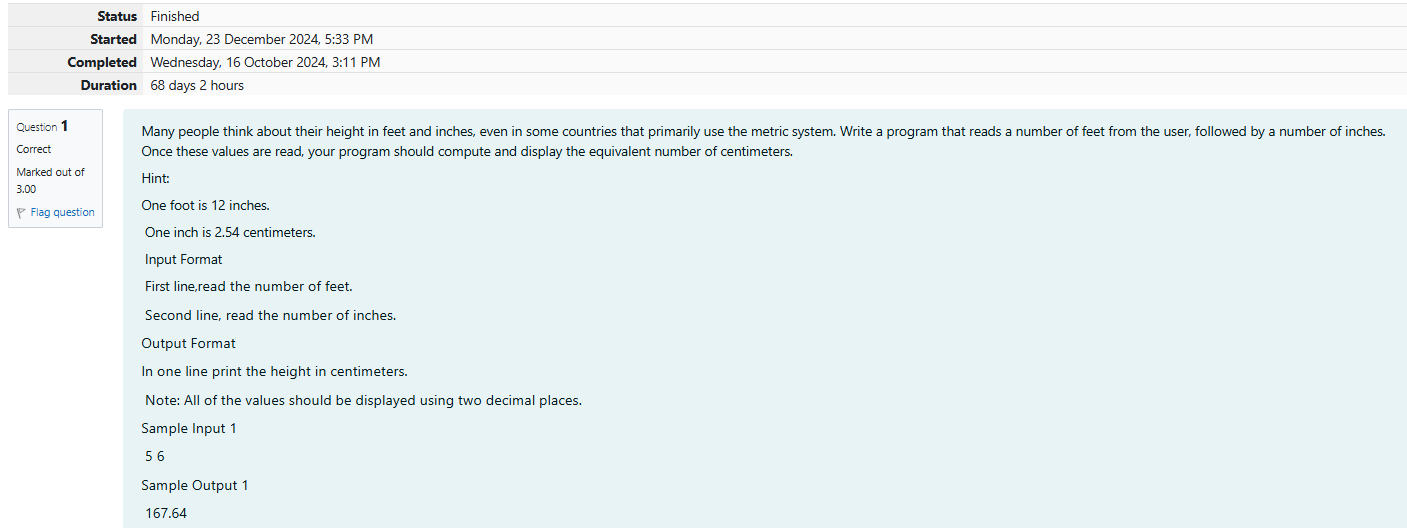 Status Finished
Started Monday, 23 December 2024, 5:33 PM
Completed Wednesday, 16 October 2024, 3:11 PM
Duration 68 days 2 hours
Question 1
Correct
Marked out of
3.00
Flag question
Many people think about their height in feet and inches, even in some countries that primarily use the metric system. Write a program that reads a number of feet from the user, followed by a number of inches.
Once these values are read, your program should compute and display the equivalent number of centimeters.
Hint:
One foot is 12 inches.
One inch is 2.54 centimeters.
Input Format
First line,read the number of feet.
Second line, read the number of inches.
Output Format
In one line print the height in centimeters.
Note: All of the values should be displayed using two decimal places.
Sample Input 1
5 6
Sample Output 1
167.64